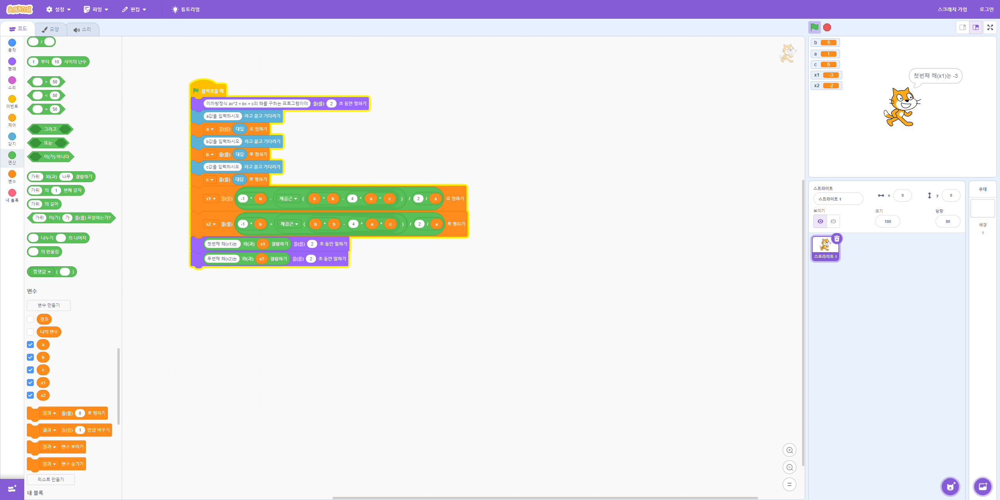 SCRATCH 설정 파일 편집 튜토리얼 스크래치 가입 로그인
코드 모양 소리
동작
형태
소리
이벤트
제어
감지
연산
변수
내 블록
/
1 부터 10 사이의 난수
> 50
< 50
= 50
그리고
또는
이(가) 아니다
가위 와(과) 나무 결합하기
가위 의 1 번째 글자
가위 의 길이
가위 이(가) 가 을(를) 포함하는가?
나누기 의 나머지
의 반올림
절댓값 ( )
변수
변수 만들기
결과
나의 변수
a
b
c
x1
x2
결과 을(를) 0 로 정하기
결과 을(를) 1 만큼 바꾸기
결과 변수 보이기
결과 변수 숨기기
리스트 만들기
내 블록
클릭했을 때
이차방정식 ax^2 + bx + c의 해를 구하는 프로그램이야 을(를) 2 초 동안 말하기
a값을 입력하시오 라고 묻고 기다리기
a 을(를) 대답 로 정하기
b값을 입력하시오 라고 묻고 기다리기
b 을(를) 대답 로 정하기
c값을 입력하시오 라고 묻고 기다리기
c 을(를) 대답 로 정하기
x1 을(를) -1 * b - 제곱근 ( b * b - 4 * a * c ) / 2 / a 로 정하기
x2 을(를) -1 * b + 제곱근 ( b * b - 4 * a * c ) / 2 / a 로 정하기
첫번째 해(x1)는 와(과) x1 결합하기 을(를) 2 초 동안 말하기
두번째 해(x2)는 와(과) x2 결합하기 을(를) 2 초 동안 말하기
b 5
a 1
c 6
x1 -3
x2 -2
첫번째 해(x1)는 -3
스프라이트
스프라이트 1 x 0 y 0
보이기 크기 방향
100 90
스프라이트 1
무대
배경
1